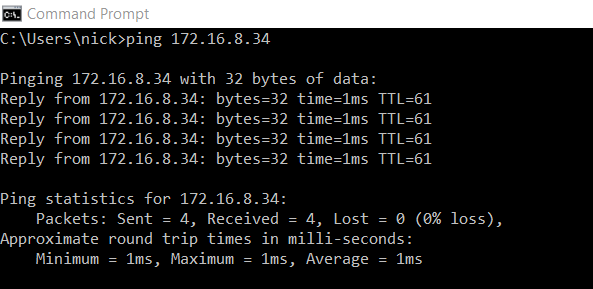 Command Prompt
C:\Users\nick>ping 172.16.8.34
Pinging 172.16.8.34 with 32 bytes of data:
Reply from 172.16.8.34: bytes=32 time=1ms TTL=61
Reply from 172.16.8.34: bytes=32 time=1ms TTL=61
Reply from 172.16.8.34: bytes=32 time=1ms TTL=61
Reply from 172.16.8.34: bytes=32 time=1ms TTL=61
Ping statistics for 172.16.8.34:
    Packets: Sent = 4, Received = 4, Lost = 0 (0% loss),
Approximate round trip times in milli-seconds:
    Minimum = 1ms, Maximum = 1ms, Average = 1ms